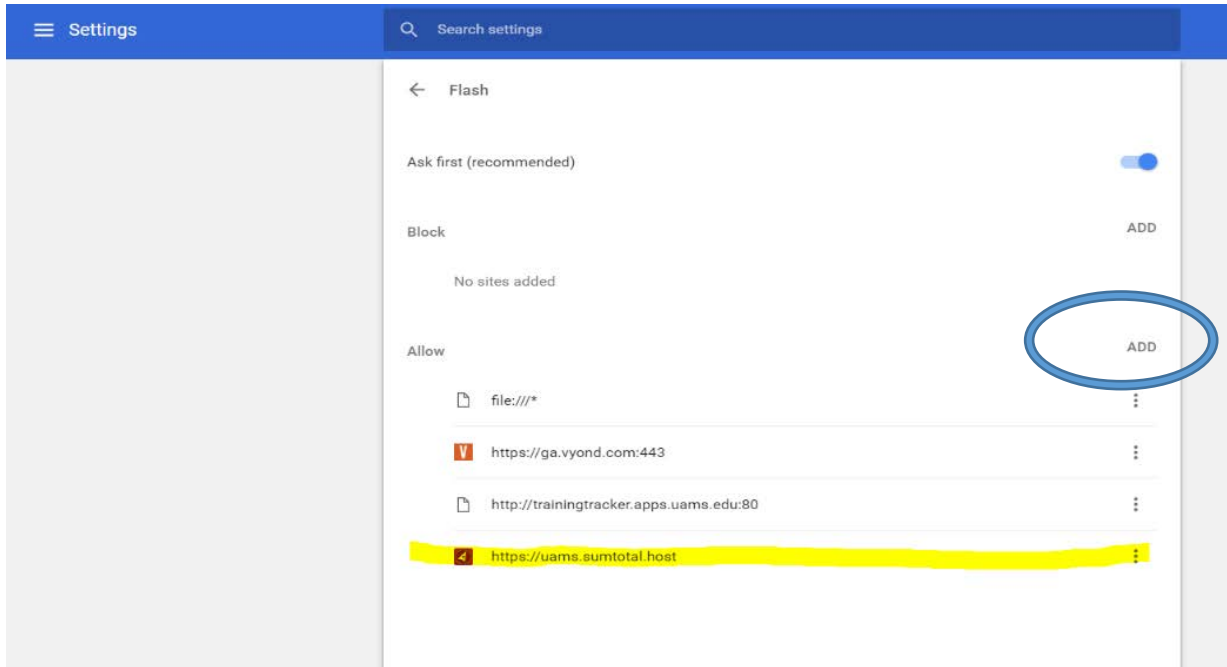 Settings
Search settings
Flash
Ask first (recommended)
Block
ADD
No sites added
Allow
ADD
file:///*
V https://ga.vyond.com:443
http://trainingtracker.apps.uams.edu:80
https://uams.sumtotal.host